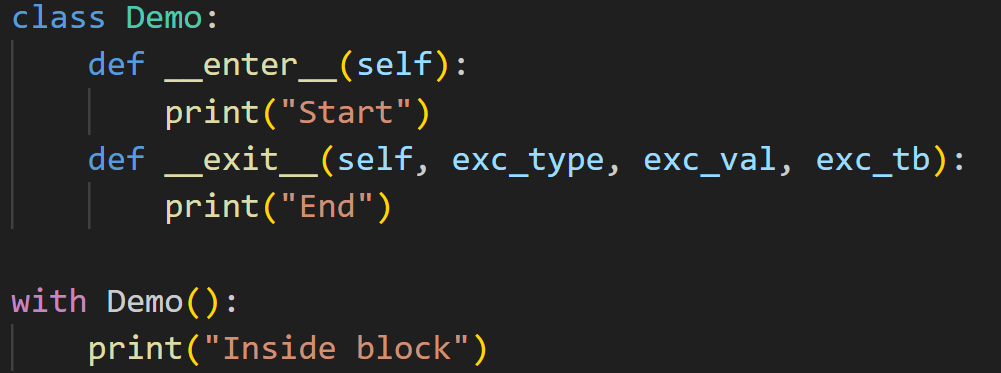 class Demo:
    def __enter__(self):
        print("Start")
    def __exit__(self, exc_type, exc_val, exc_tb):
        print("End")

with Demo():
    print("Inside block")